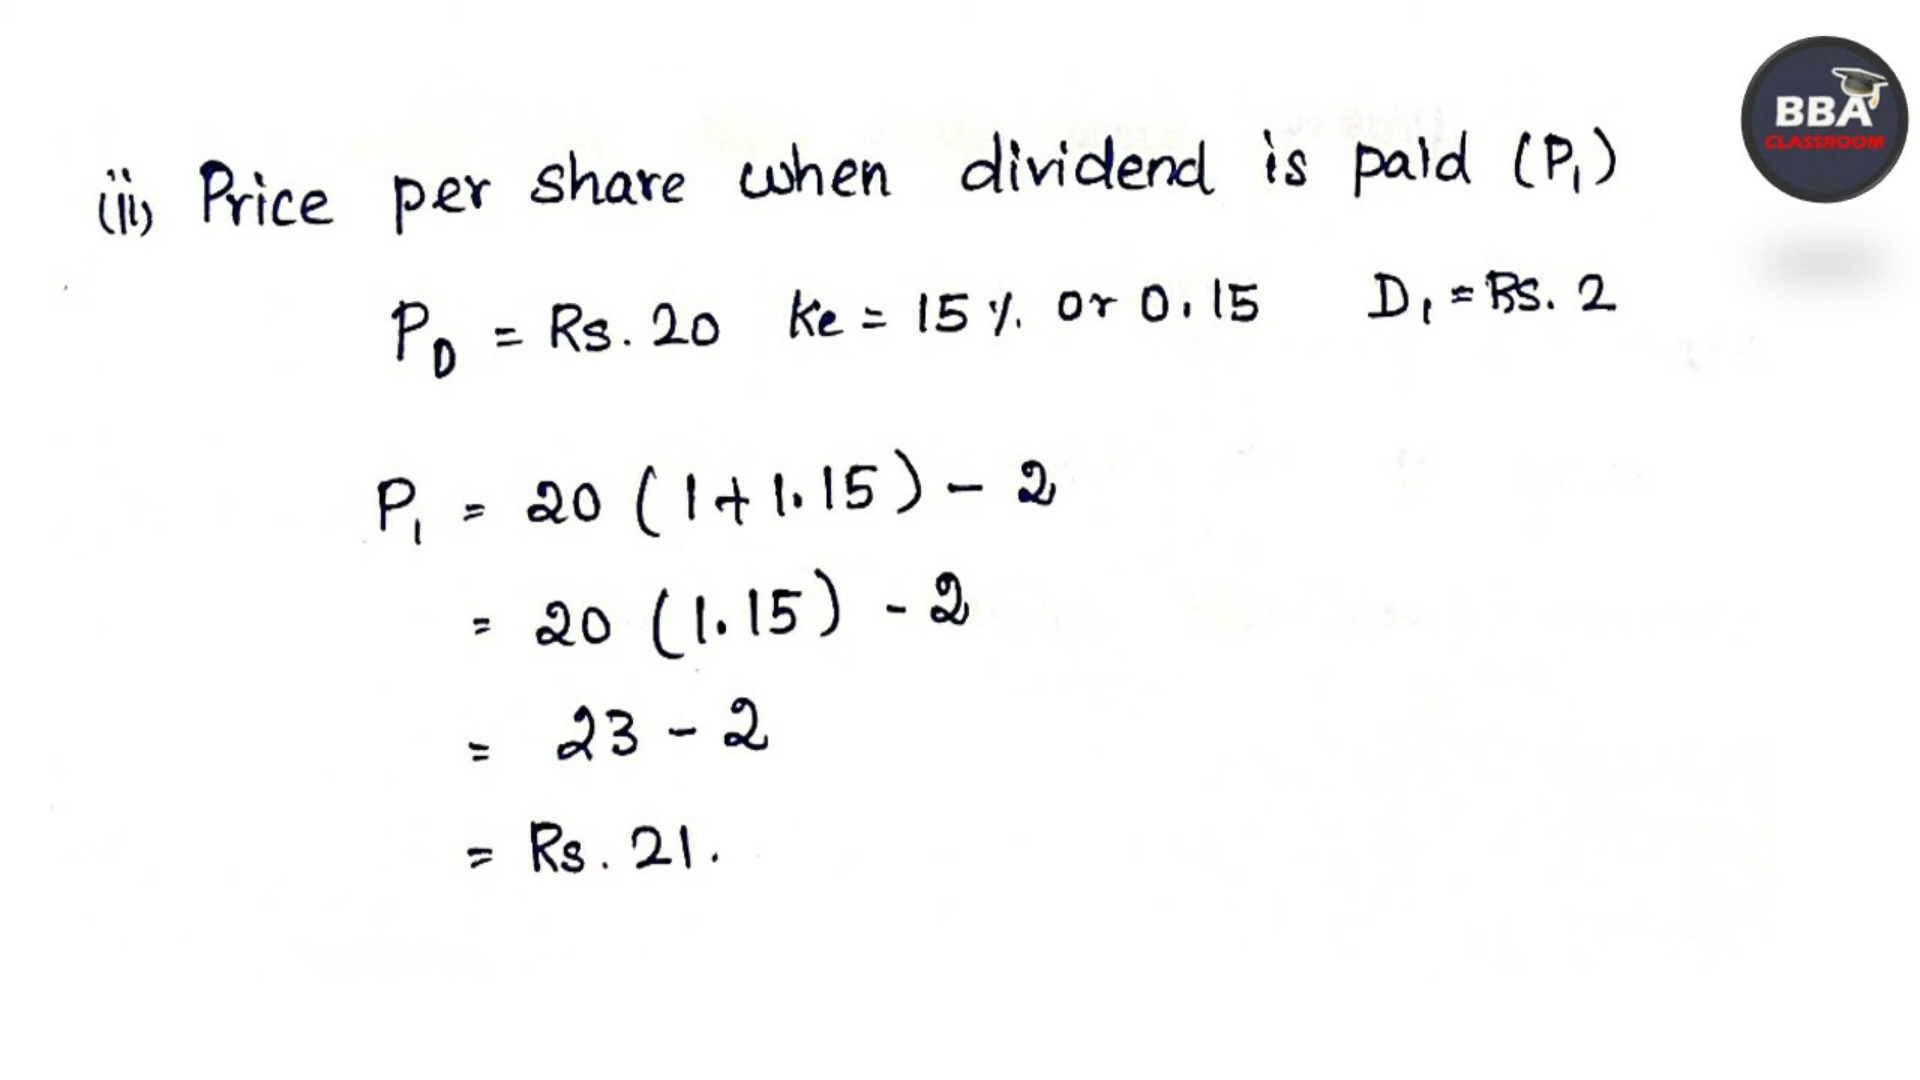 BBA
CLASSROOM
(ii) Price per share when dividend is paid (P₁)
P₀ = Rs. 20 Ke = 15 %. or 0.15 D₁ = Rs. 2
P₁ = 20 (1+1.15) - 2
= 20 (1.15) - 2
= 23 - 2
= Rs. 21.